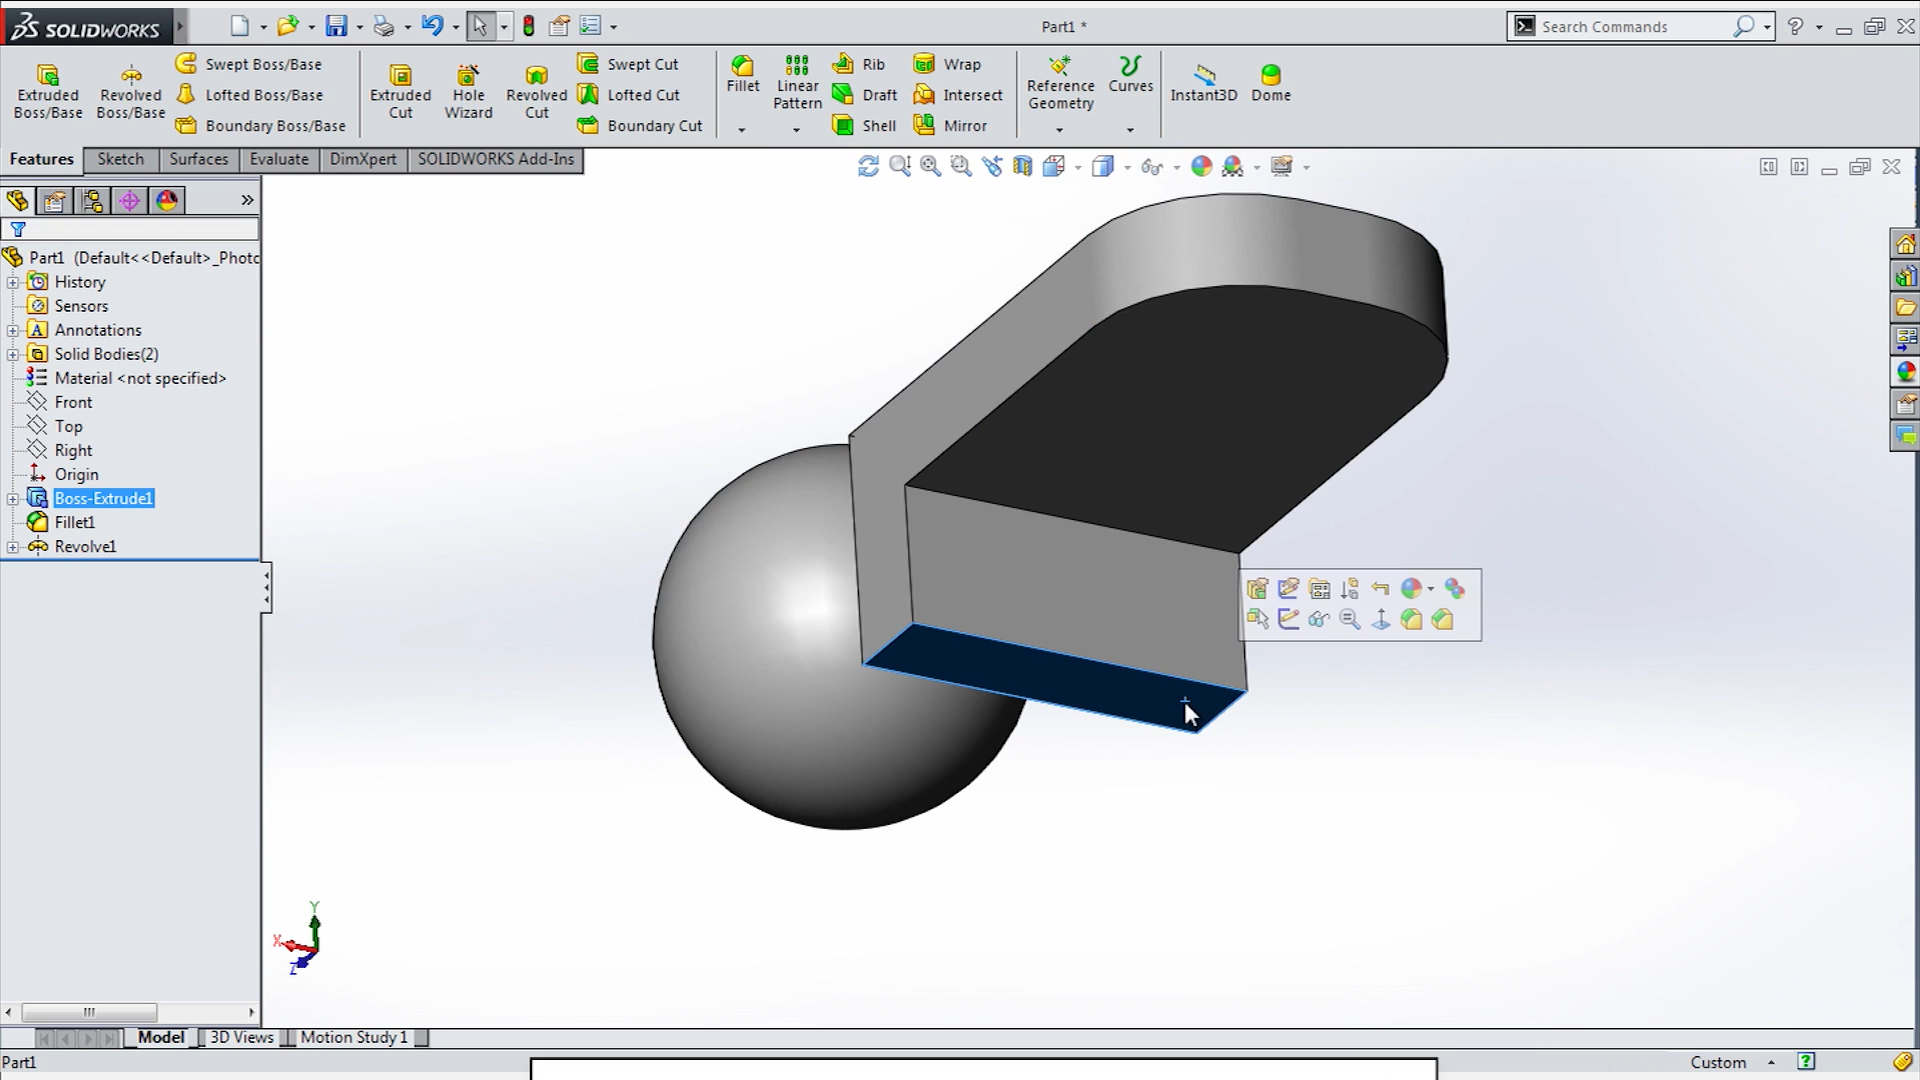 SOLIDWORKS
Part1 *
Search Commands
Extruded Boss/Base
Revolved Boss/Base
Swept Boss/Base
Lofted Boss/Base
Boundary Boss/Base
Extruded Cut
Hole Wizard
Revolved Cut
Swept Cut
Lofted Cut
Boundary Cut
Fillet
Linear Pattern
Rib
Draft
Shell
Wrap
Intersect
Mirror
Reference Geometry
Curves
Instant3D
Dome
Features
Sketch
Surfaces
Evaluate
DimXpert
SOLIDWORKS Add-Ins
Part1 (Default<<Default>_Photo
History
Sensors
Annotations
Solid Bodies(2)
Material <not specified>
Front
Top
Right
Origin
Boss-Extrude1
Fillet1
Revolve1
Y
X
Z
Model
3D Views
Motion Study 1
Part1
Custom